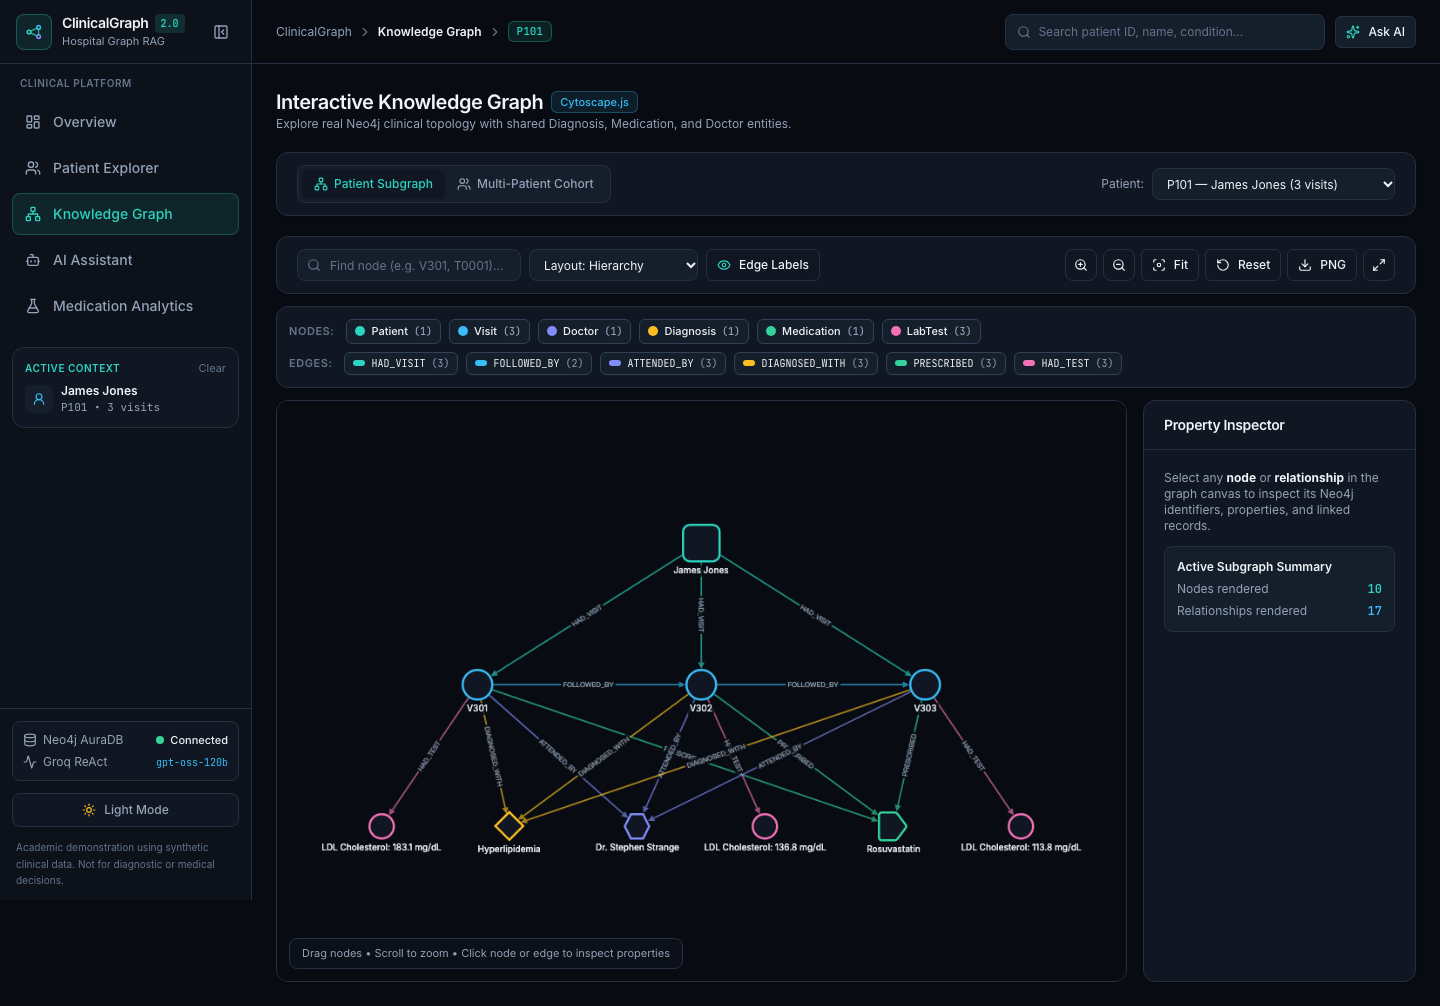 ClinicalGraph 2.0
Hospital Graph RAG
CLINICAL PLATFORM
Overview
Patient Explorer
Knowledge Graph
AI Assistant
Medication Analytics
ACTIVE CONTEXT Clear
James Jones
P101 • 3 visits
Neo4j AuraDB Connected
Groq ReAct gpt-oss-120b
Light Mode
Academic demonstration using synthetic
clinical data. Not for diagnostic or medical
decisions.
ClinicalGraph > Knowledge Graph > P101
Search patient ID, name, condition...
Ask AI
Interactive Knowledge Graph Cytoscape.js
Explore real Neo4j clinical topology with shared Diagnosis, Medication, and Doctor entities.
Patient Subgraph Multi-Patient Cohort
Patient: P101 — James Jones (3 visits)
Find node (e.g. V301, T0001)... Layout: Hierarchy Edge Labels
Fit Reset PNG
NODES: Patient (1) Visit (3) Doctor (1) Diagnosis (1) Medication (1) LabTest (3)
EDGES: HAD_VISIT (3) FOLLOWED_BY (2) ATTENDED_BY (3) DIAGNOSED_WITH (3) PRESCRIBED (3) HAD_TEST (3)
James Jones
HAD_VISIT HAD_VISIT HAD_VISIT
FOLLOWED_BY FOLLOWED_BY
V301 V302 V303
HAD_TEST DIAGNOSED_WITH ATTENDED_BY DIAGNOSED_WITH ATTENDED_BY DIAGNOSED_WITH ATTENDED_BY PRESCRIBED HAD_TEST
LDL Cholesterol: 183.1 mg/dL Hyperlipidemia Dr. Stephen Strange LDL Cholesterol: 136.8 mg/dL Rosuvastatin LDL Cholesterol: 113.8 mg/dL
Drag nodes • Scroll to zoom • Click node or edge to inspect properties
Property Inspector
Select any node or relationship in the
graph canvas to inspect its Neo4j
identifiers, properties, and linked
records.
Active Subgraph Summary
Nodes rendered 10
Relationships rendered 17